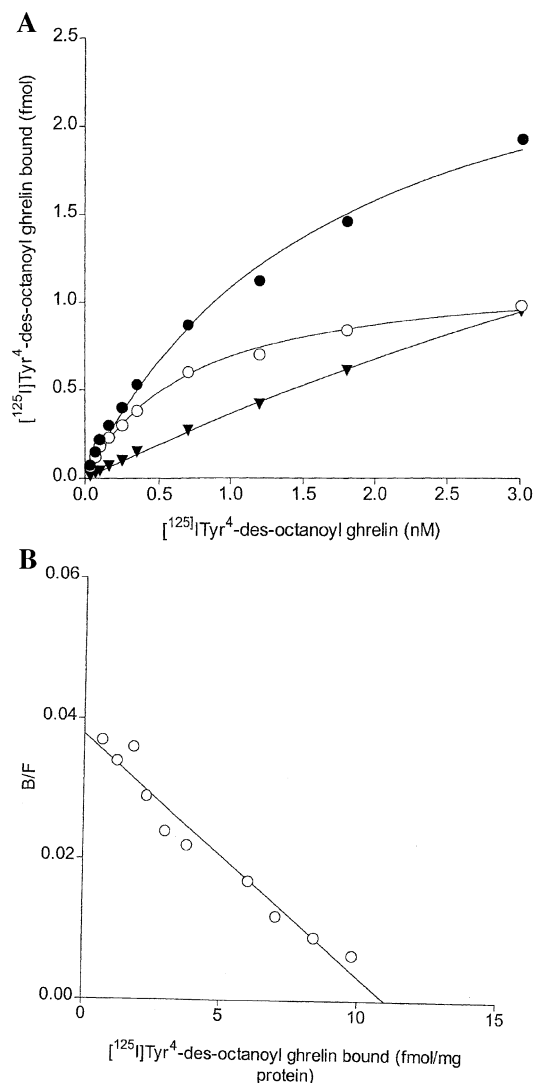 A
2.5
2.0
1.5
1.0
0.5
0.0
[125I]Tyr4-des-octanoyl ghrelin bound (fmol)
0.0 0.5 1.0 1.5 2.0 2.5 3.0
[125]ITyr4-des-octanoyl ghrelin (nM)
B
0.06
0.04
0.02
0.00
B/F
0 5 10 15
[125I]Tyr4-des-octanoyl ghrelin bound (fmol/mg
protein)